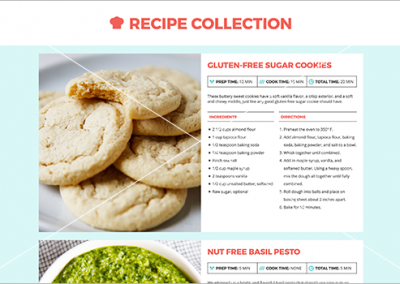 RECIPE COLLECTION
GLUTEN-FREE SUGAR COOKIES
PREP TIME: 5 MIN
COOK TIME: 15 MIN
TOTAL TIME: 20 MIN
These buttery sweet cookies have a soft vanilla flavor, a crisp exterior, and a soft
and chewy middle, just like any good gluten-free sugar cookie should have.
INGREDIENTS
2 1/2 cups almond flour
1 cup tapioca flour
1/2 teaspoon baking soda
1/4 teaspoon baking powder
sea salt
1/2 cup maple syrup
2 teaspoons vanilla
1/2 cup unsalted butter, softened
Raw sugar, optional
DIRECTIONS
1. Preheat the oven to 350° F.
2. Add almond flour, tapioca flour, baking
soda, baking powder, and salt to a bowl.
3. Whisk together until combined.
4. Add in maple syrup, vanilla, and
softened butter. Using a heavy spoon,
mix the dough all together until fully
combined.
5. Roll dough into balls and place on
sheet about 2 inches apart.
6. Bake for 10 minutes.
NUT FREE BASIL PESTO
PREP TIME: 5 MIN
COOK TIME: NONE
TOTAL TIME: 5 MIN